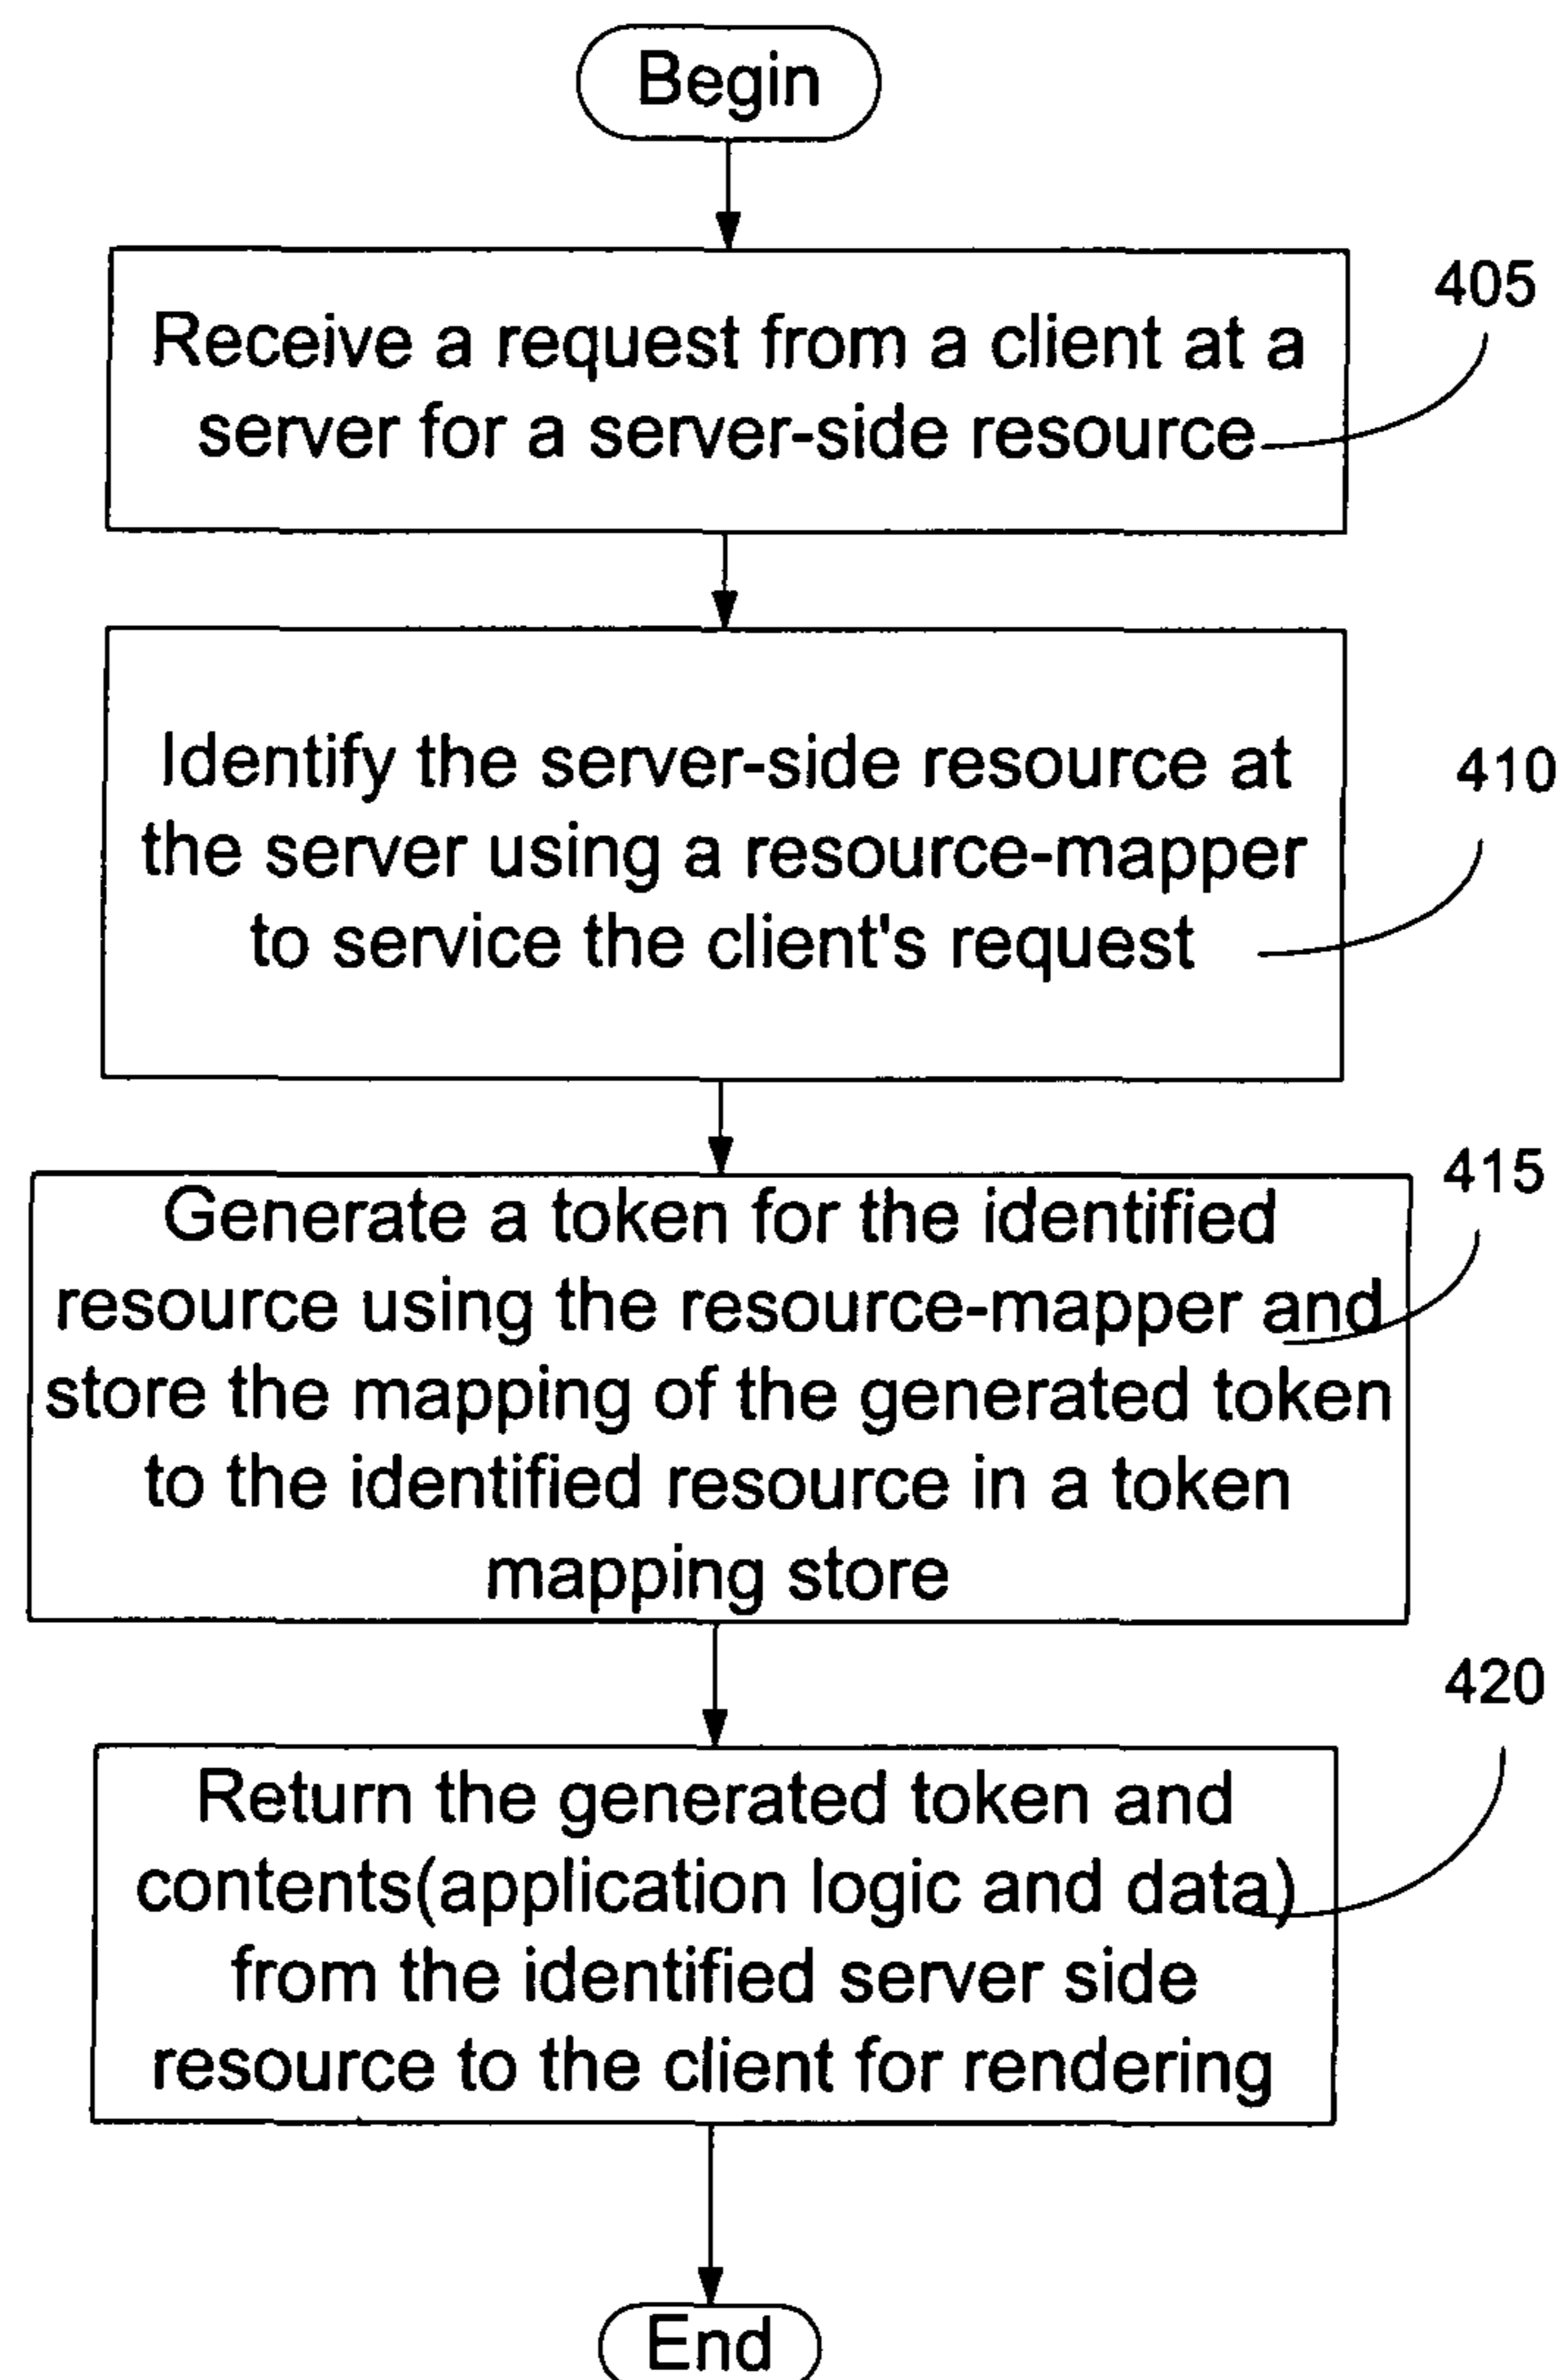 Begin
405
Receive a request from a client at a
server for a server-side resource
410
Identify the server-side resource at
the server using a resource-mapper
to service the client's request
415
Generate a token for the identified
resource using the resource-mapper and
store the mapping of the generated token
to the identified resource in a token
mapping store
420
Return the generated token and
contents(application logic and data)
from the identified server side
resource to the client for rendering
End